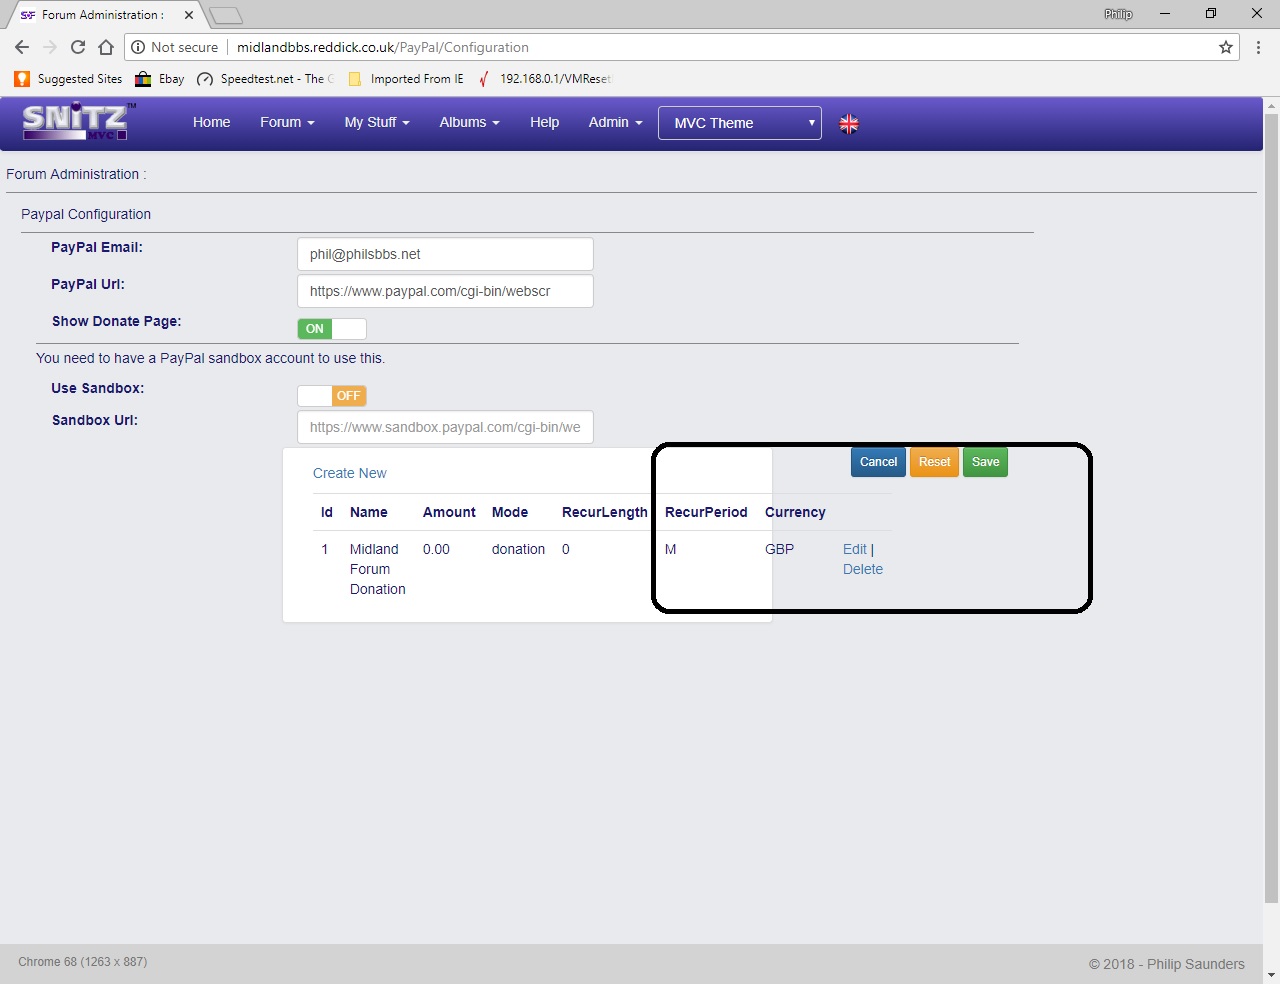 Forum Administration :
Philip
Not secure
midlandbbs.reddick.co.uk/PayPal/Configuration
Suggested Sites
Ebay
Speedtest.net - The G
Imported From IE
192.168.0.1/VMReset
SNITZ™
MVC
Home
Forum
My Stuff
Albums
Help
Admin
MVC Theme
Forum Administration :
Paypal Configuration
PayPal Email:
phil@philsbbs.net
PayPal Url:
https://www.paypal.com/cgi-bin/webscr
Show Donate Page:
ON
You need to have a PayPal sandbox account to use this.
Use Sandbox:
OFF
Sandbox Url:
https://www.sandbox.paypal.com/cgi-bin/we
Cancel
Reset
Save
Create New
Id Name Amount Mode RecurLength RecurPeriod Currency
1 Midland Forum Donation 0.00 donation 0 M GBP Edit | Delete
Chrome 68 (1263 x 887)
© 2018 - Philip Saunders